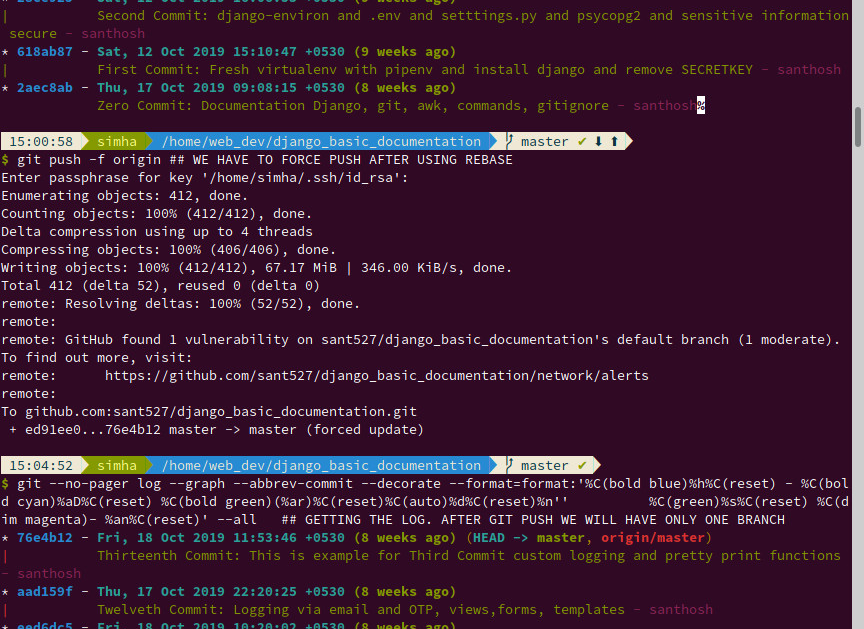 | Second Commit: django-environ and .env and setttings.py and psycopg2 and sensitive information
secure - santhosh
* 618ab87 - Sat, 12 Oct 2019 15:10:47 +0530 (9 weeks ago)
| First Commit: Fresh virtualenv with pipenv and install django and remove SECRETKEY - santhosh
* 2aec8ab - Thu, 17 Oct 2019 09:08:15 +0530 (8 weeks ago)
Zero Commit: Documentation Django, git, awk, commands, gitignore - santhosh%
15:00:58 simha /home/web_dev/django_basic_documentation master ✔ ⬇ ⬆
$ git push -f origin ## WE HAVE TO FORCE PUSH AFTER USING REBASE
Enter passphrase for key '/home/simha/.ssh/id_rsa':
Enumerating objects: 412, done.
Counting objects: 100% (412/412), done.
Delta compression using up to 4 threads
Compressing objects: 100% (406/406), done.
Writing objects: 100% (412/412), 67.17 MiB | 346.00 KiB/s, done.
Total 412 (delta 52), reused 0 (delta 0)
remote: Resolving deltas: 100% (52/52), done.
remote:
remote: GitHub found 1 vulnerability on sant527/django_basic_documentation's default branch (1 moderate).
To find out more, visit:
remote: https://github.com/sant527/django_basic_documentation/network/alerts
remote:
To github.com:sant527/django_basic_documentation.git
+ ed91ee0...76e4b12 master -> master (forced update)
15:04:52 simha /home/web_dev/django_basic_documentation master ✔
$ git --no-pager log --graph --abbrev-commit --decorate --format=format:'%C(bold blue)%h%C(reset) - %C(bol
d cyan)%aD%C(reset) %C(bold green)(%ar)%C(reset)%C(auto)%d%C(reset)%n'' %C(green)%s%C(reset) %C(d
im magenta)- %an%C(reset)' --all ## GETTING THE LOG. AFTER GIT PUSH WE WILL HAVE ONLY ONE BRANCH
* 76e4b12 - Fri, 18 Oct 2019 11:53:46 +0530 (8 weeks ago) (HEAD -> master, origin/master)
| Thirteenth Commit: This is example for Third Commit custom logging and pretty print functions
- santhosh
* aad159f - Thu, 17 Oct 2019 22:20:25 +0530 (8 weeks ago)
| Twelveth Commit: Logging via email and OTP, views,forms, templates - santhosh
* eed6dc5 - Fri, 18 Oct 2019 10:20:02 +0530 (8 weeks ago)